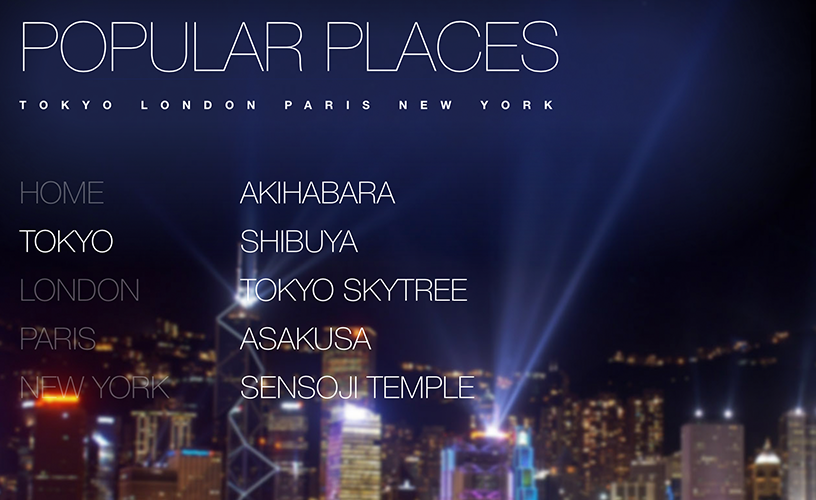 POPULAR PLACES
TOKYO LONDON PARIS NEW YORK
HOME
TOKYO
LONDON
PARIS
NEW YORK
AKIHABARA
SHIBUYA
TOKYO SKYTREE
ASAKUSA
SENSOJI TEMPLE